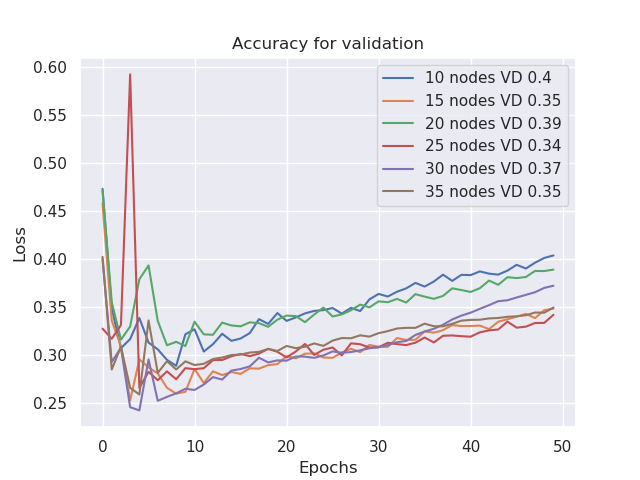 Accuracy for validation
0.60
0.55
0.50
0.45
0.40
0.35
0.30
0.25
Loss
10 nodes VD 0.4
15 nodes VD 0.35
20 nodes VD 0.39
25 nodes VD 0.34
30 nodes VD 0.37
35 nodes VD 0.35
0 10 20 30 40 50
Epochs